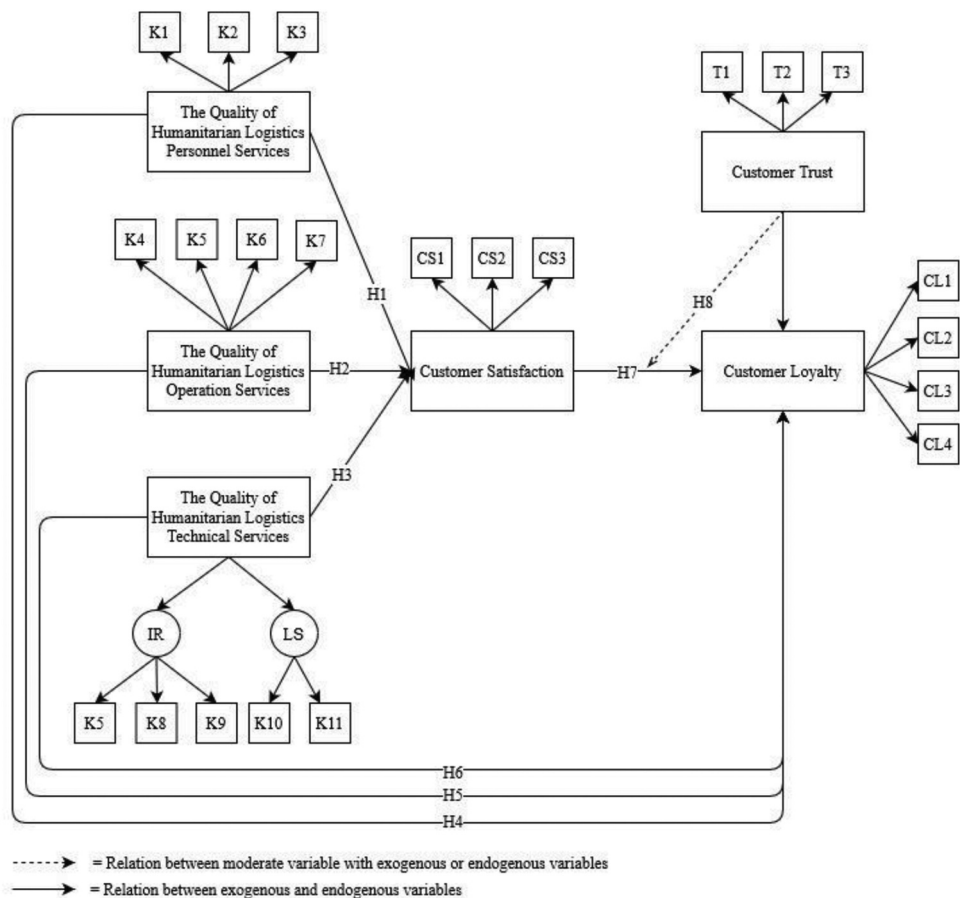 K1
K2
K3
The Quality of
Humanitarian Logistics
Personnel Services
T1
T2
T3
Customer Trust
K4
K5
K6
K7
CS1
CS2
CS3
H1
H8
CL1
CL2
CL3
CL4
The Quality of
Humanitarian Logistics
Operation Services
H2
Customer Satisfaction
H7
Customer Loyalty
H3
The Quality of
Humanitarian Logistics
Technical Services
IR
LS
K5
K8
K9
K10
K11
H6
H5
H4
= Relation between moderate variable with exogenous or endogenous variables
= Relation between exogenous and endogenous variables